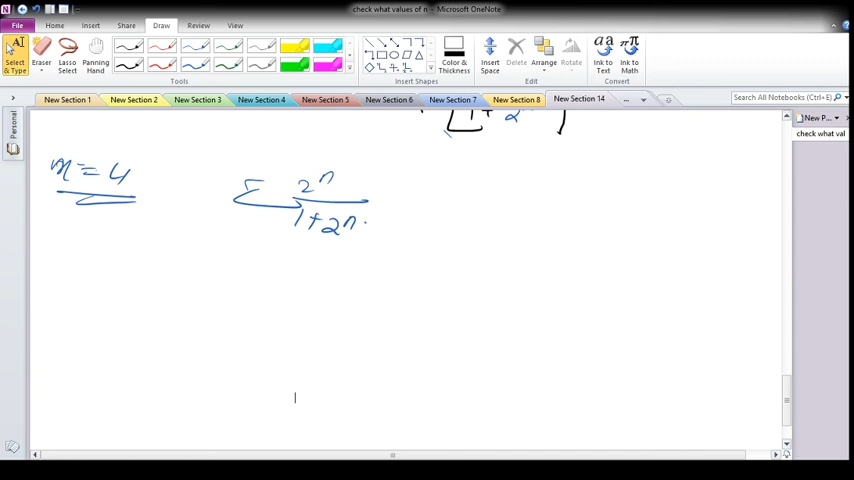 check what values of n - Microsoft OneNote
File Home Insert Share Draw Review View
Select & Type
Eraser
Lasso Select
Panning Hand
Color & Thickness
Insert Space
Delete
Arrange
Rotate
Ink to Text
Ink to Math
Tools
Insert Shapes
Edit
Convert
New Section 1 New Section 2 New Section 3 New Section 4 New Section 5 New Section 6 New Section 7 New Section 8 New Section 14 ...
Search All Notebooks (Ctrl+E)
Personal
New P...
check what val
1 + 2
n = 4
Σ 2^n
1+2n.